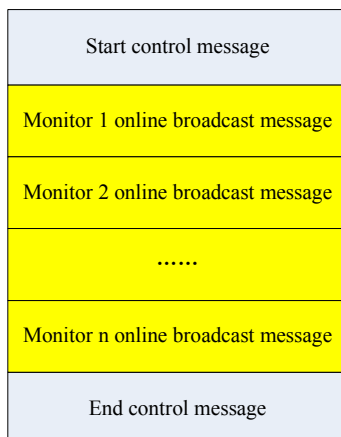 Start control message
Monitor 1 online broadcast message
Monitor 2 online broadcast message
……
Monitor n online broadcast message
End control message